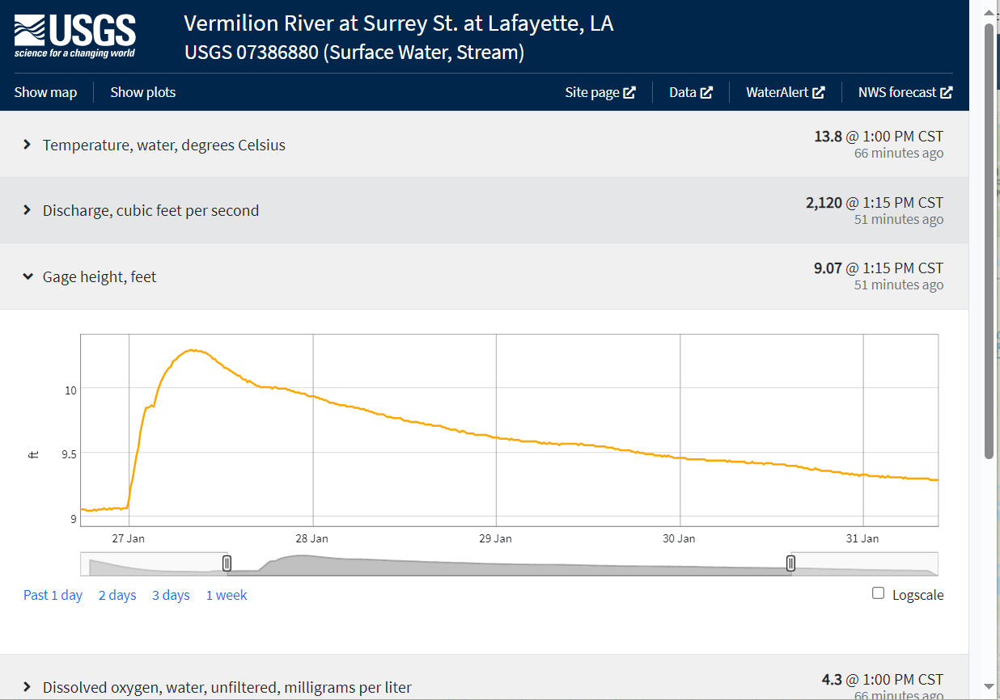 USGS
science for a changing world
Vermilion River at Surrey St. at Lafayette, LA
USGS 07386880 (Surface Water, Stream)
Show map
Show plots
Site page
Data
WaterAlert
NWS forecast
Temperature, water, degrees Celsius
13.8 @ 1:00 PM CST
66 minutes ago
Discharge, cubic feet per second
2,120 @ 1:15 PM CST
51 minutes ago
Gage height, feet
9.07 @ 1:15 PM CST
51 minutes ago
10
9.5
9
ft
27 Jan
28 Jan
29 Jan
30 Jan
31 Jan
Past 1 day
2 days
3 days
1 week
Logscale
Dissolved oxygen, water, unfiltered, milligrams per liter
4.3 @ 1:00 PM CST
66 minutes ago